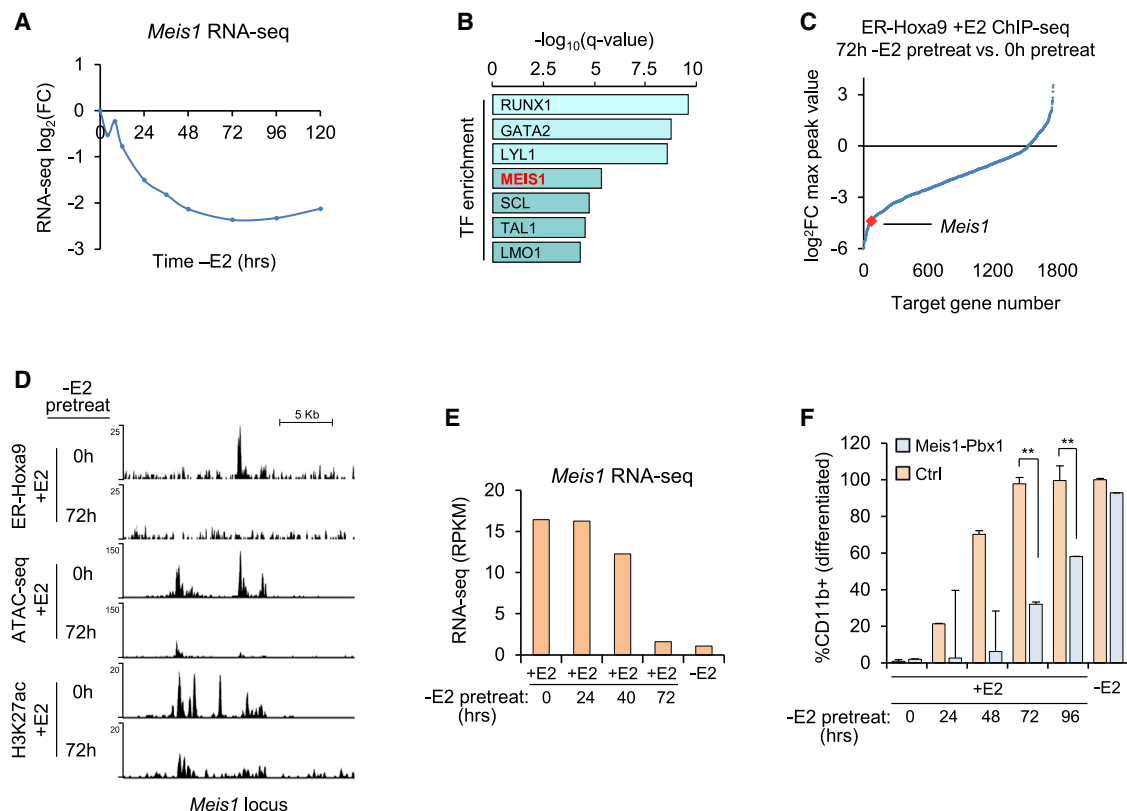 A
Meis1 RNA-seq
RNA-seq log2(FC)
1
0
-1
-2
-3
0 24 48 72 96 120
Time –E2 (hrs)
B
-log10(q-value)
0 2.5 5 7.5 10
TF enrichment
RUNX1
GATA2
LYL1
MEIS1
SCL
TAL1
LMO1
C
ER-Hoxa9 +E2 ChIP-seq
72h -E2 pretreat vs. 0h pretreat
log2FC max peak value
3
0
-3
-6
Meis1
0 600 1200 1800
Target gene number
D
-E2
pretreat
5 Kb
ER-Hoxa9
+E2
0h
25
72h
25
ATAC-seq
+E2
0h
150
72h
150
H3K27ac
+E2
0h
20
72h
20
Meis1 locus
E
Meis1 RNA-seq
RNA-seq (RPKM)
20
15
10
5
0
+E2 +E2 +E2 +E2 -E2
-E2 pretreat: 0 24 40 72
(hrs)
F
%CD11b+ (differentiated)
120
100
80
60
40
20
0
Meis1-Pbx1
Ctrl
** **
+E2 -E2
-E2 pretreat: 0 24 48 72 96
(hrs)